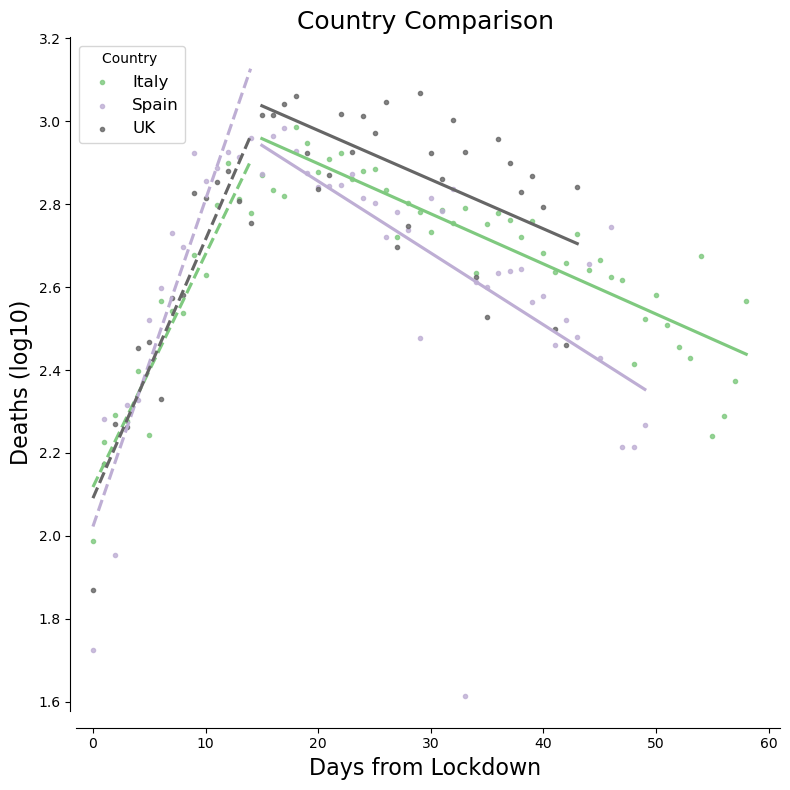 Country Comparison
Country
Italy
Spain
UK
Deaths (log10)
3.2
3.0
2.8
2.6
2.4
2.2
2.0
1.8
1.6
0 10 20 30 40 50 60
Days from Lockdown